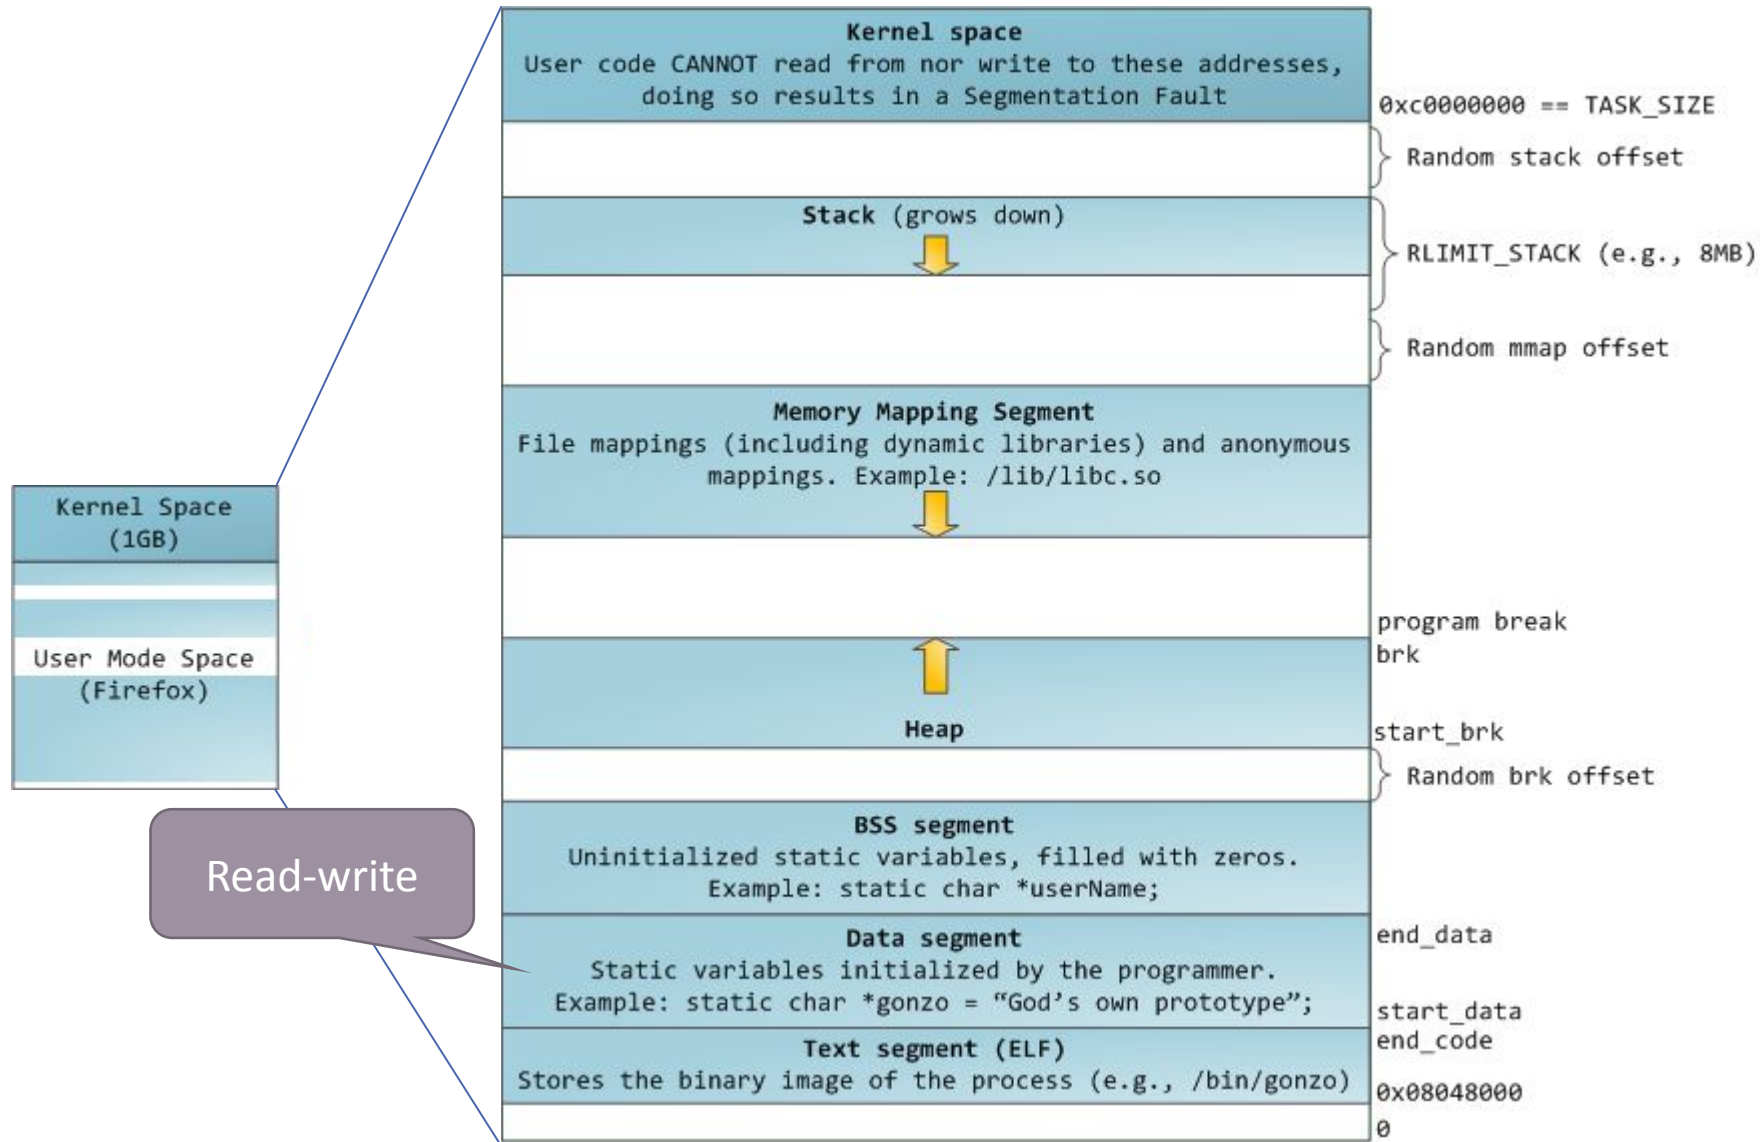 Kernel space
User code CANNOT read from nor write to these addresses,
doing so results in a Segmentation Fault
0xc0000000 == TASK_SIZE
Random stack offset
Stack (grows down)
RLIMIT_STACK (e.g., 8MB)
Random mmap offset
Memory Mapping Segment
File mappings (including dynamic libraries) and anonymous
mappings. Example: /lib/libc.so
Kernel Space
(1GB)
User Mode Space
(Firefox)
program break
brk
Heap
start_brk
Random brk offset
BSS segment
Uninitialized static variables, filled with zeros.
Example: static char *userName;
Read-write
Data segment
Static variables initialized by the programmer.
Example: static char *gonzo = “God’s own prototype”;
end_data
start_data
end_code
Text segment (ELF)
Stores the binary image of the process (e.g., /bin/gonzo)
0x08048000
0